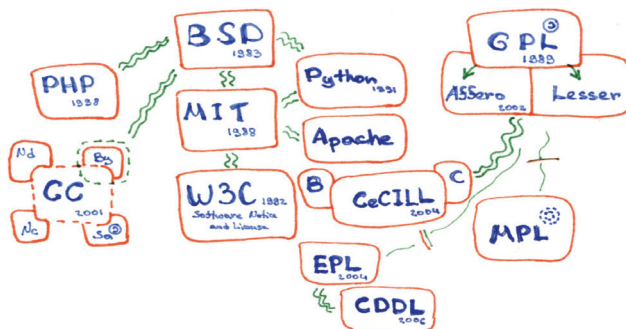 BSD
1983
GPL
1989
PHP
1998
Python
1991
Affero
2002
Lesser
MIT
1988
Apache
Nd
By
CC
2001
Nc
Sa
W3C 1982
Software Notice
and License
B
CeCILL
2004
C
MPL
EPL
2004
CDDL
2006